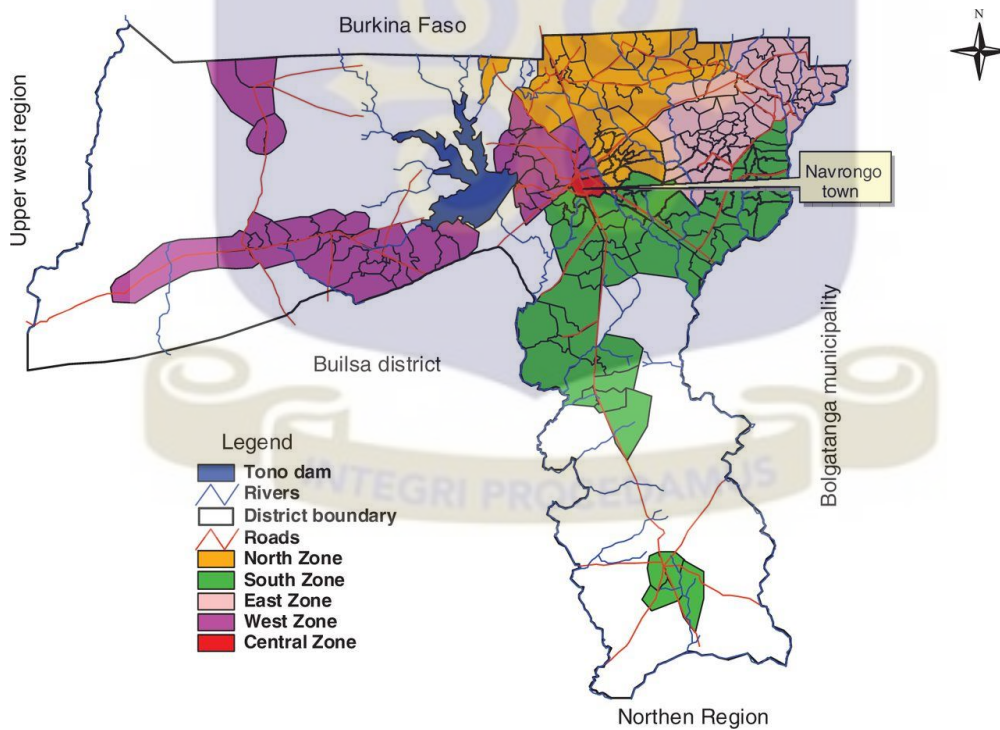 Burkina Faso
N
Upper west region
Navrongo
town
Builsa district
Bolgatanga municipality
Legend
Tono dam
Rivers
District boundary
Roads
North Zone
South Zone
East Zone
West Zone
Central Zone
INTEGRI PROCEDAMUS
Northen Region